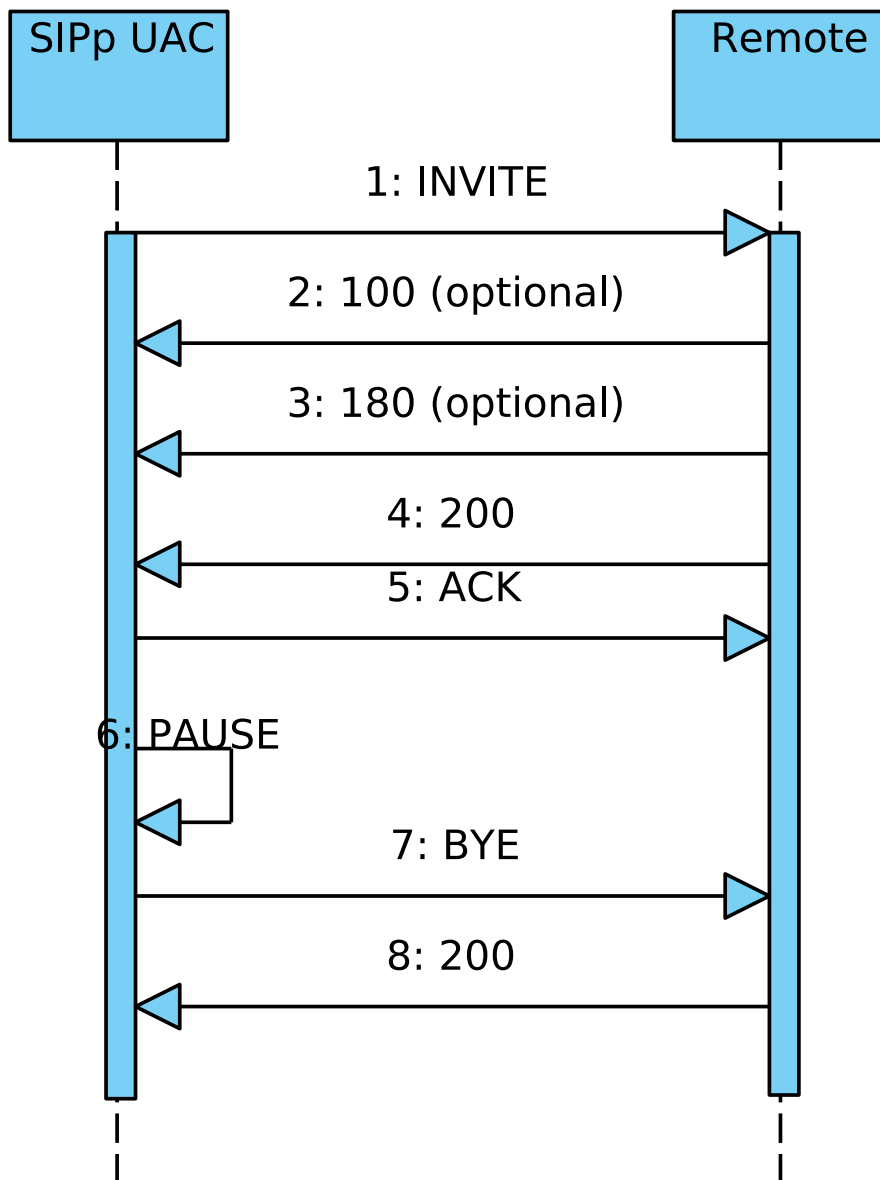 SIPp UAC
Remote
1: INVITE
2: 100 (optional)
3: 180 (optional)
4: 200
5: ACK
6: PAUSE
7: BYE
8: 200